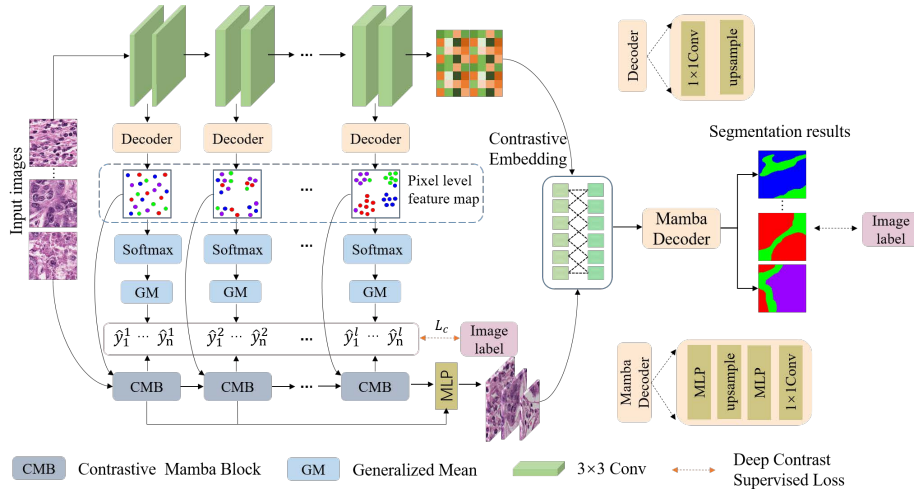 Input images
...
Decoder
Decoder
Decoder
Pixel level
feature map
...
Softmax
Softmax
...
Softmax
GM
GM
GM
ŷ₁¹ ... ŷₙ¹
ŷ₁² ... ŷₙ²
...
ŷ₁ˡ ... ŷₙˡ
L_c
Image
label
CMB
CMB
...
CMB
MLP
Contrastive
Embedding
Mamba
Decoder
Segmentation results
Image
label
Decoder
1×1Conv
upsample
Mamba
Decoder
MLP
upsample
MLP
1×1Conv
CMB Contrastive Mamba Block
GM Generalized Mean
3×3 Conv
Deep Contrast
Supervised Loss